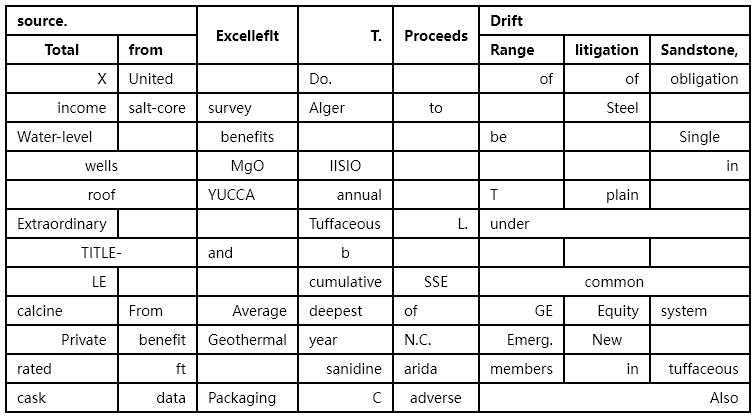 source. Drift
Excelleflt T. Proceeds
Total from Range litigation Sandstone,
X United Do. of of obligation
income salt-core survey Alger to Steel
Water-level benefits be Single
wells MgO IISIO in
roof YUCCA annual T plain
Extraordinary Tuffaceous L. under
TITLE- and b
LE cumulative SSE common
calcine From Average deepest of GE Equity system
Private benefit Geothermal year N.C. Emerg. New
rated ft sanidine arida members in tuffaceous
cask data Packaging C adverse Also